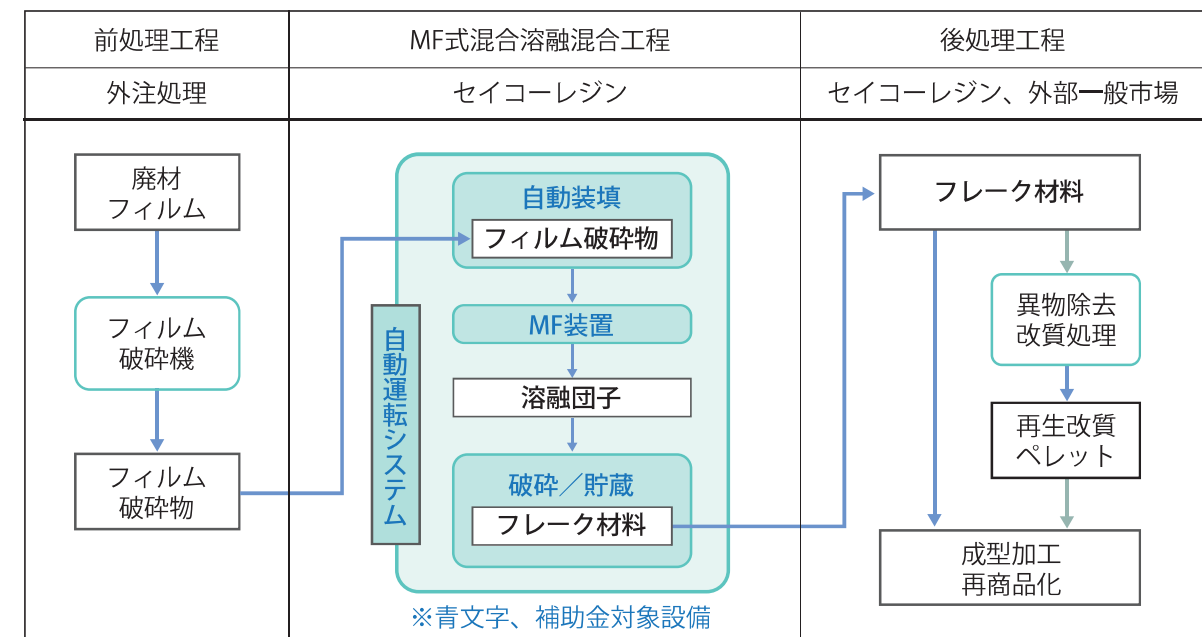 前処理工程
MF式混合溶融混合工程
後処理工程
外注処理
セイコーレジン
セイコーレジン、外部一般市場
廃材
フィルム
フィルム
破砕機
フィルム
破砕物
自動装填
フィルム破砕物
MF装置
溶融団子
破砕／貯蔵
フレーク材料
自動運転システム
※青文字、補助金対象設備
フレーク材料
異物除去
改質処理
再生改質
ペレット
成型加工
再商品化